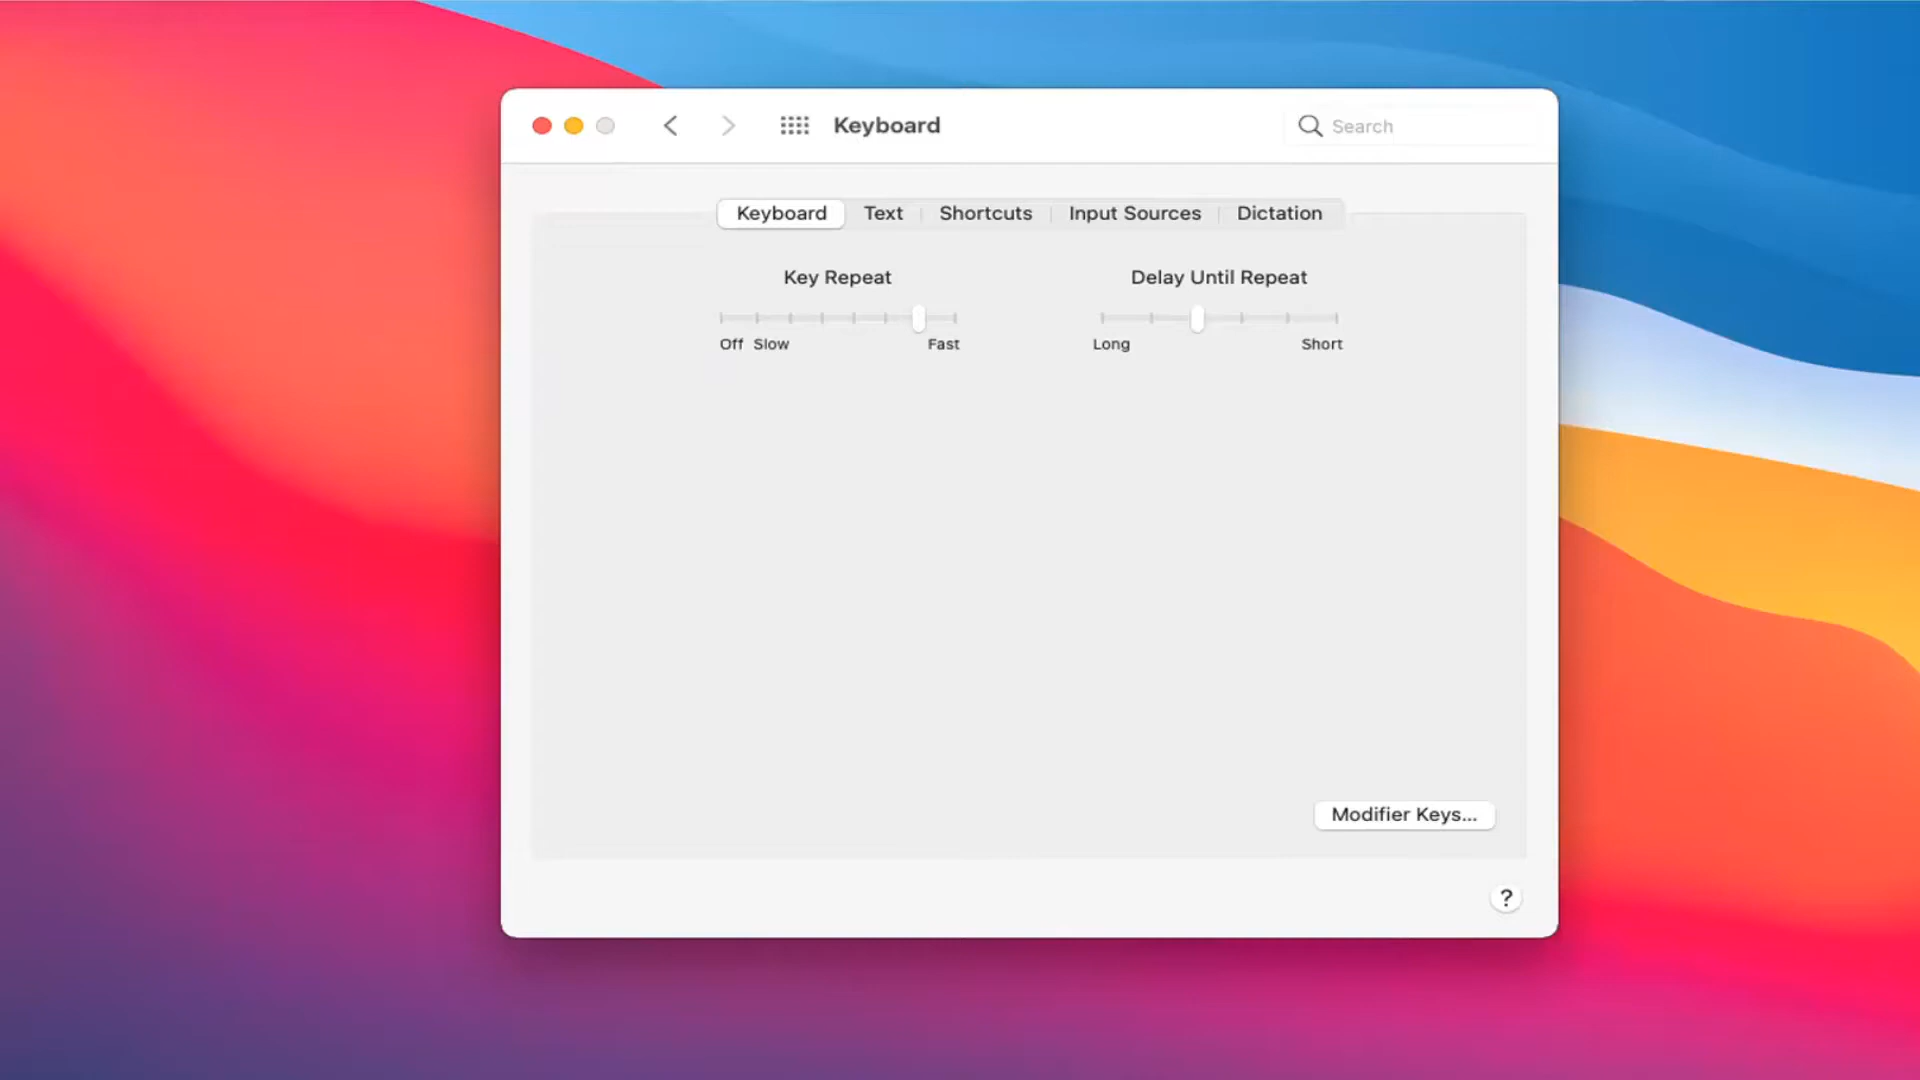 Keyboard
Search
Keyboard Text Shortcuts Input Sources Dictation
Key Repeat
Delay Until Repeat
Off Slow Fast
Long Short
Modifier Keys...
?